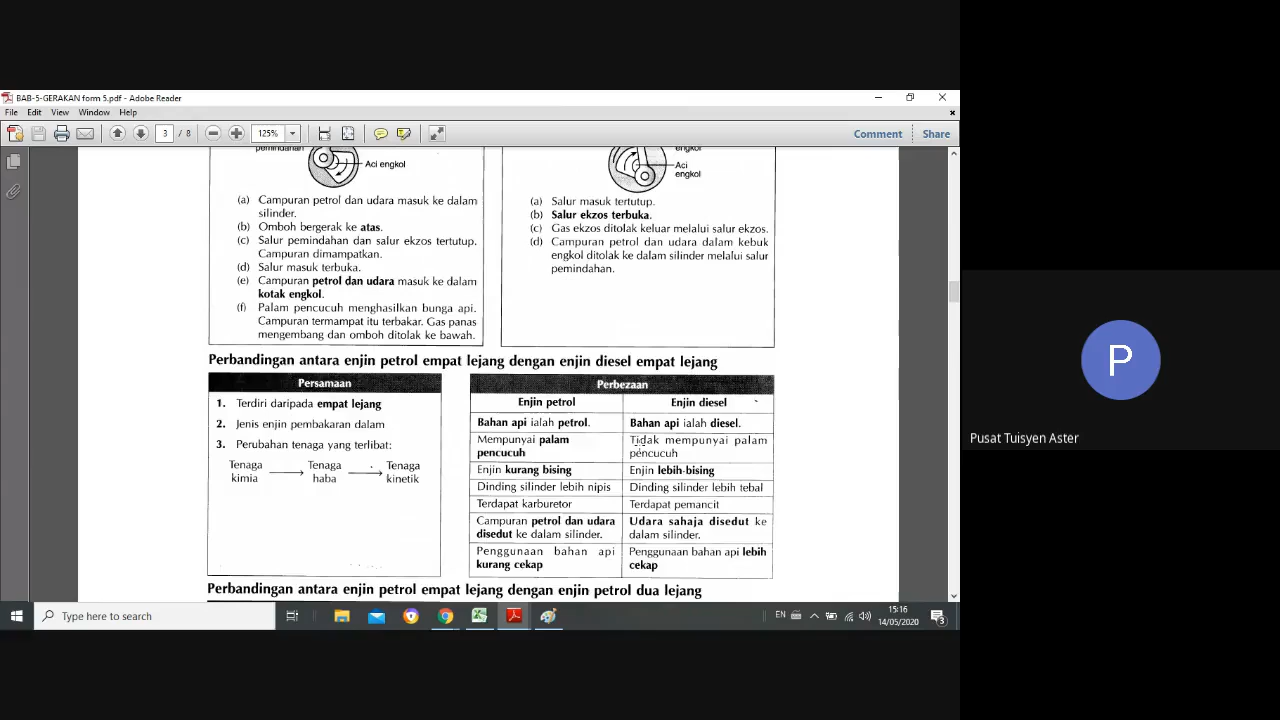 BAB-5-GERAKAN form 5.pdf - Adobe Reader
File Edit View Window Help
3 / 8 125% Comment Share
pemindahan
Aci engkol
(a) Campuran petrol dan udara masuk ke dalam
silinder.
(b) Omboh bergerak ke atas.
(c) Salur pemindahan dan salur ekzos tertutup.
Campuran dimampatkan.
(d) Salur masuk terbuka.
(e) Campuran petrol dan udara masuk ke dalam
kotak engkol.
(f) Palam pencucuh menghasilkan bunga api.
Campuran termampat itu terbakar. Gas panas
mengembang dan omboh ditolak ke bawah.
engkol
Aci
engkol
(a) Salur masuk tertutup.
(b) Salur ekzos terbuka.
(c) Gas ekzos ditolak keluar melalui salur ekzos.
(d) Campuran petrol dan udara dalam kebuk
engkol ditolak ke dalam silinder melalui salur
pemindahan.
Perbandingan antara enjin petrol empat lejang dengan enjin diesel empat lejang
Persamaan
1. Terdiri daripada empat lejang
2. Jenis enjin pembakaran dalam
3. Perubahan tenaga yang terlibat:
Tenaga Tenaga Tenaga
kimia haba kinetik
Perbezaan
Enjin petrol Enjin diesel
Bahan api ialah petrol. Bahan api ialah diesel.
Mempunyai palam Tidak mempunyai palam
pencucuh pencucuh
Enjin kurang bising Enjin lebih-bising
Dinding silinder lebih nipis Dinding silinder lebih tebal
Terdapat karburetor Terdapat pemancit
Campuran petrol dan udara Udara sahaja disedut ke
disedut ke dalam silinder. dalam silinder.
Penggunaan bahan api Penggunaan bahan api lebih
kurang cekap cekap
Perbandingan antara enjin petrol empat lejang dengan enjin petrol dua lejang
Type here to search
EN
15:16
14/05/2020
3
P
Pusat Tuisyen Aster